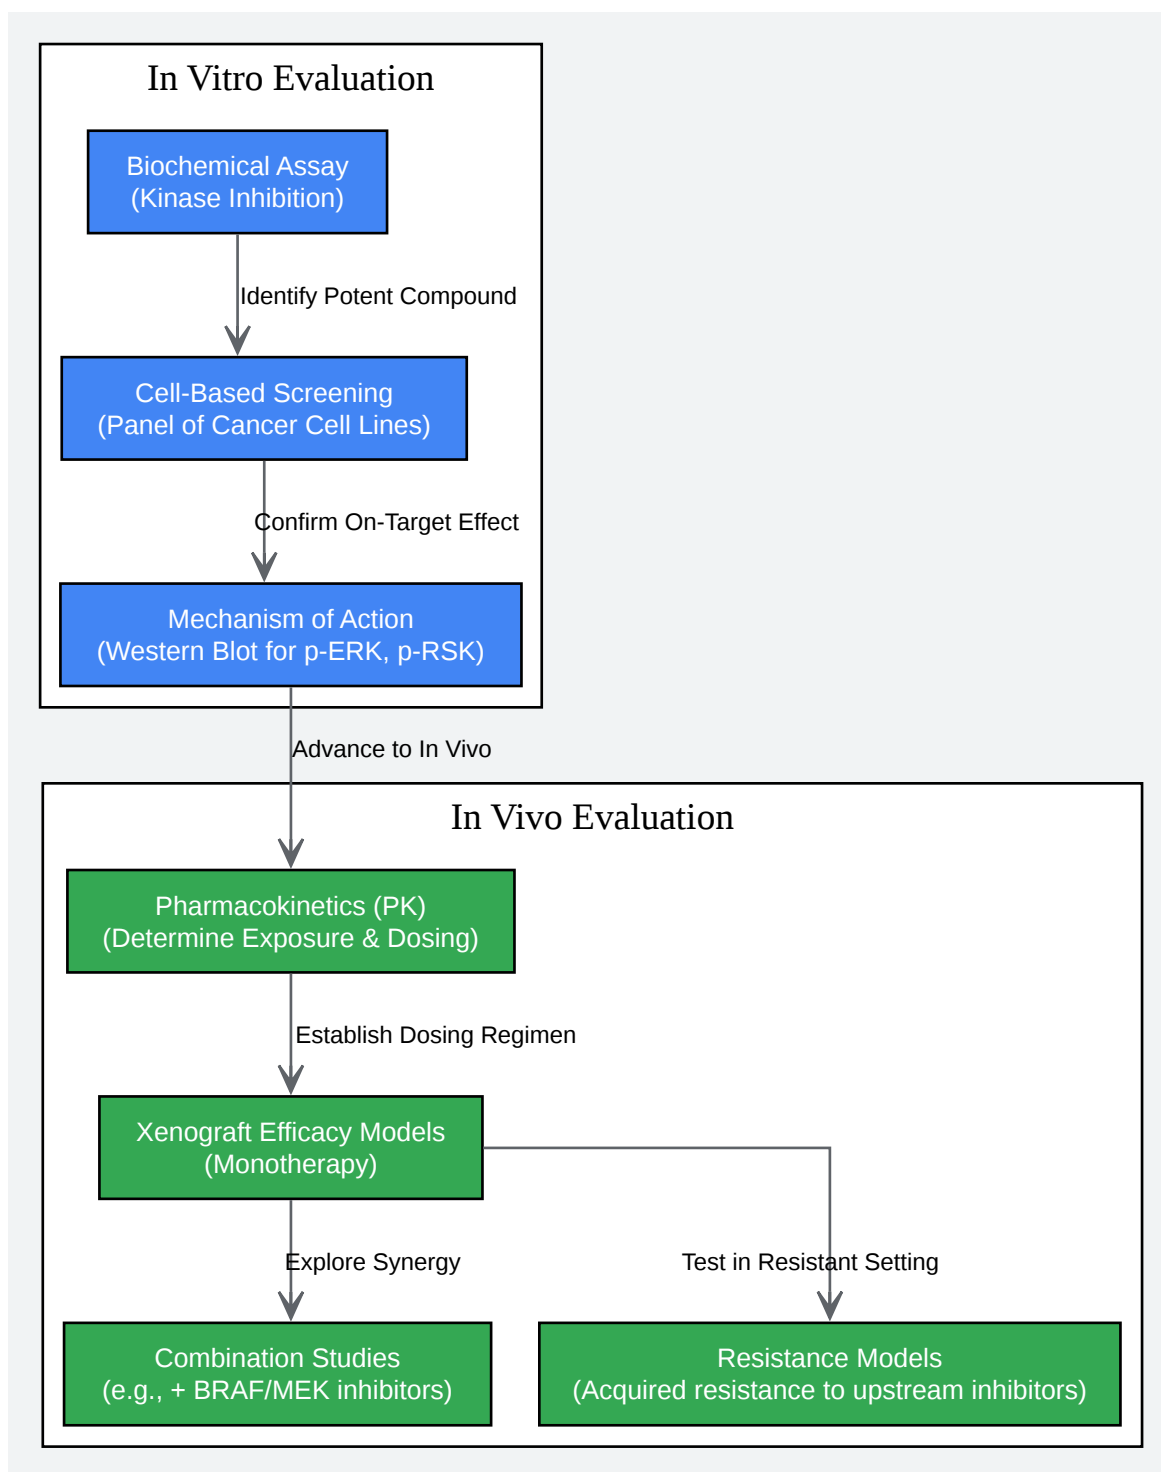 In Vitro Evaluation
Biochemical Assay
(Kinase Inhibition)
Identify Potent Compound
Cell-Based Screening
(Panel of Cancer Cell Lines)
Confirm On-Target Effect
Mechanism of Action
(Western Blot for p-ERK, p-RSK)
Advance to In Vivo
In Vivo Evaluation
Pharmacokinetics (PK)
(Determine Exposure & Dosing)
Establish Dosing Regimen
Xenograft Efficacy Models
(Monotherapy)
Explore Synergy
Test in Resistant Setting
Combination Studies
(e.g., + BRAF/MEK inhibitors)
Resistance Models
(Acquired resistance to upstream inhibitors)